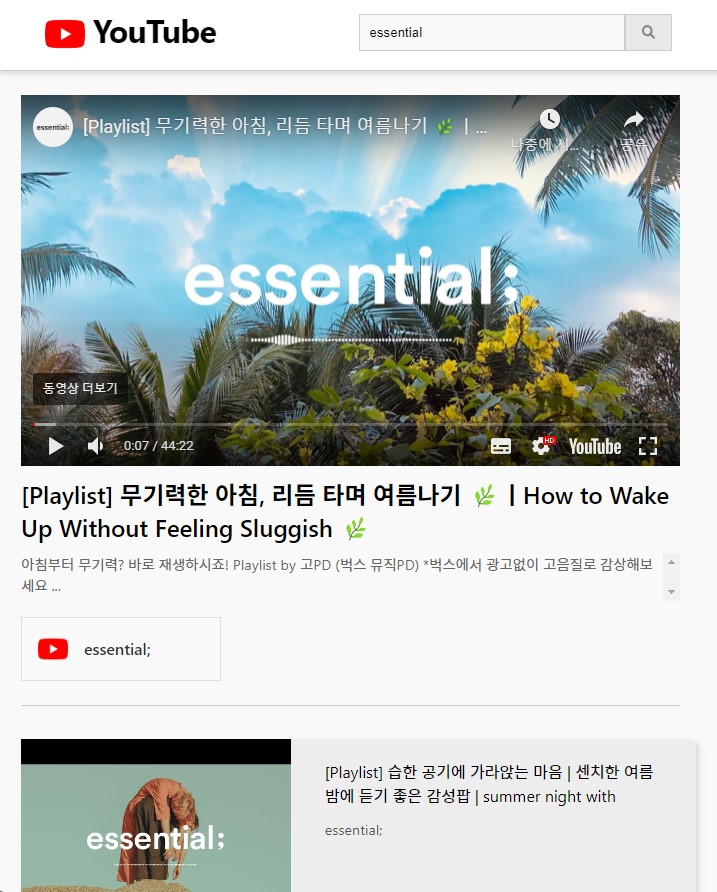 YouTube
essential
essential;
[Playlist] 무기력한 아침, 리듬 타며 여름나기 🌿 | ...
공유
essential;
동영상 더보기
0:07 / 44:22
HD
YouTube
[Playlist] 무기력한 아침, 리듬 타며 여름나기 🌿 | How to Wake
Up Without Feeling Sluggish 🌿
아침부터 무기력? 바로 재생하시죠! Playlist by 고PD (벅스 뮤직PD) *벅스에서 광고없이 고음질로 감상해보
세요 ...
essential;
essential;
[Playlist] 습한 공기에 가라앉는 마음 | 센치한 여름
밤에 듣기 좋은 감성팝 | summer night with
essential;